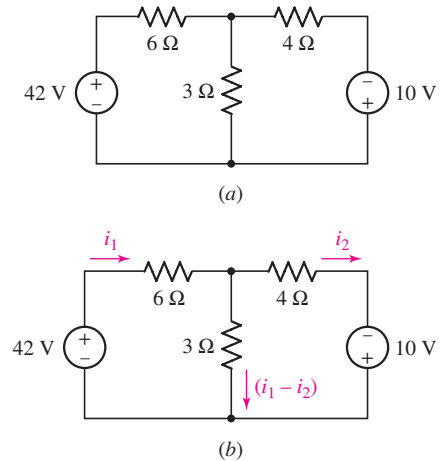 6 Ω 4 Ω
42 V + − 3 Ω − + 10 V
(a)
i1 i2
6 Ω 4 Ω
42 V + − 3 Ω − + 10 V
(i1 – i2)
(b)